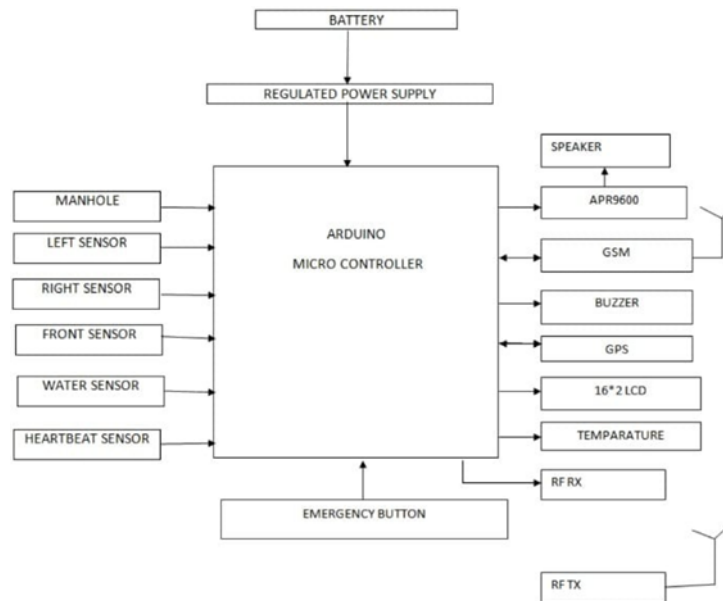 BATTERY
REGULATED POWER SUPPLY
SPEAKER
MANHOLE
APR9600
ARDUINO
MICRO CONTROLLER
LEFT SENSOR
GSM
RIGHT SENSOR
BUZZER
FRONT SENSOR
GPS
WATER SENSOR
16*2 LCD
HEARTBEAT SENSOR
TEMPARATURE
RF RX
EMERGENCY BUTTON
RF TX